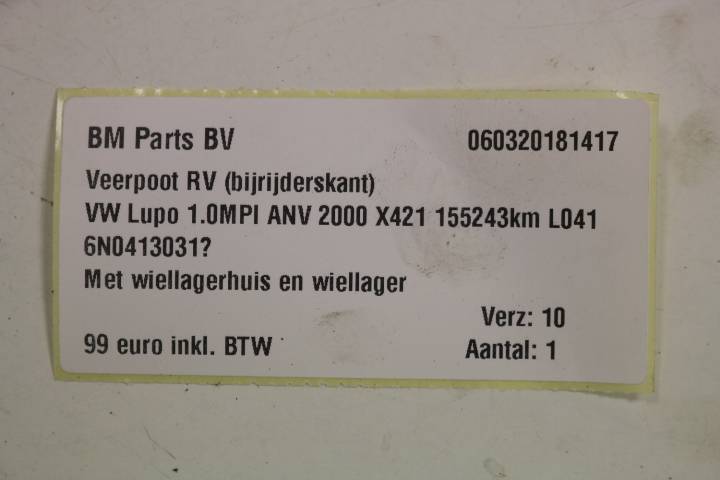 BM Parts BV 060320181417
Veerpoot RV (bijrijderskant)
VW Lupo 1.0MPI ANV 2000 X421 155243km L041
6N0413031?
Met wiellagerhuis en wiellager
Verz: 10
99 euro inkl. BTW Aantal: 1